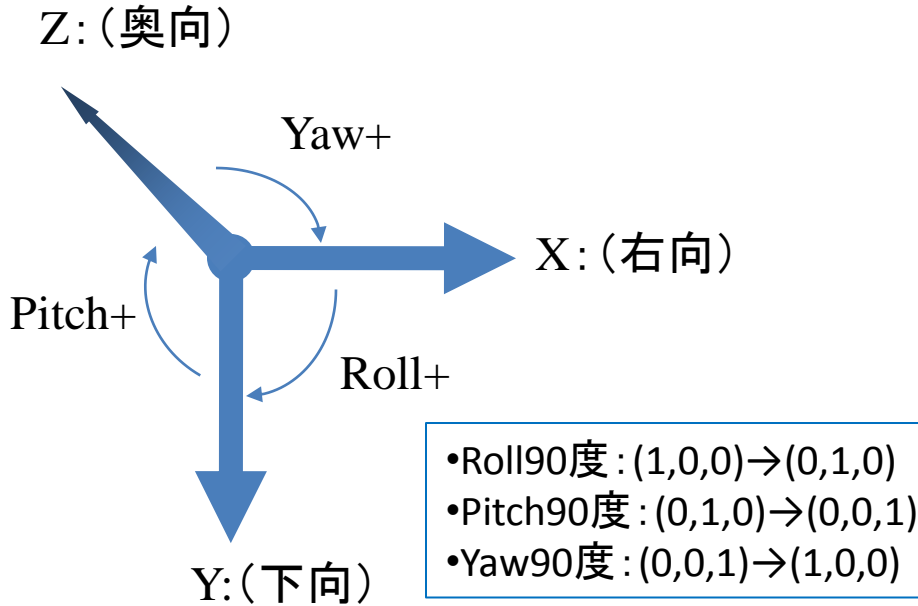 Z:(奥向)
Yaw+
X:(右向)
Pitch+
Roll+
Y:(下向)
•Roll90度:(1,0,0)→(0,1,0)
•Pitch90度:(0,1,0)→(0,0,1)
•Yaw90度:(0,0,1)→(1,0,0)